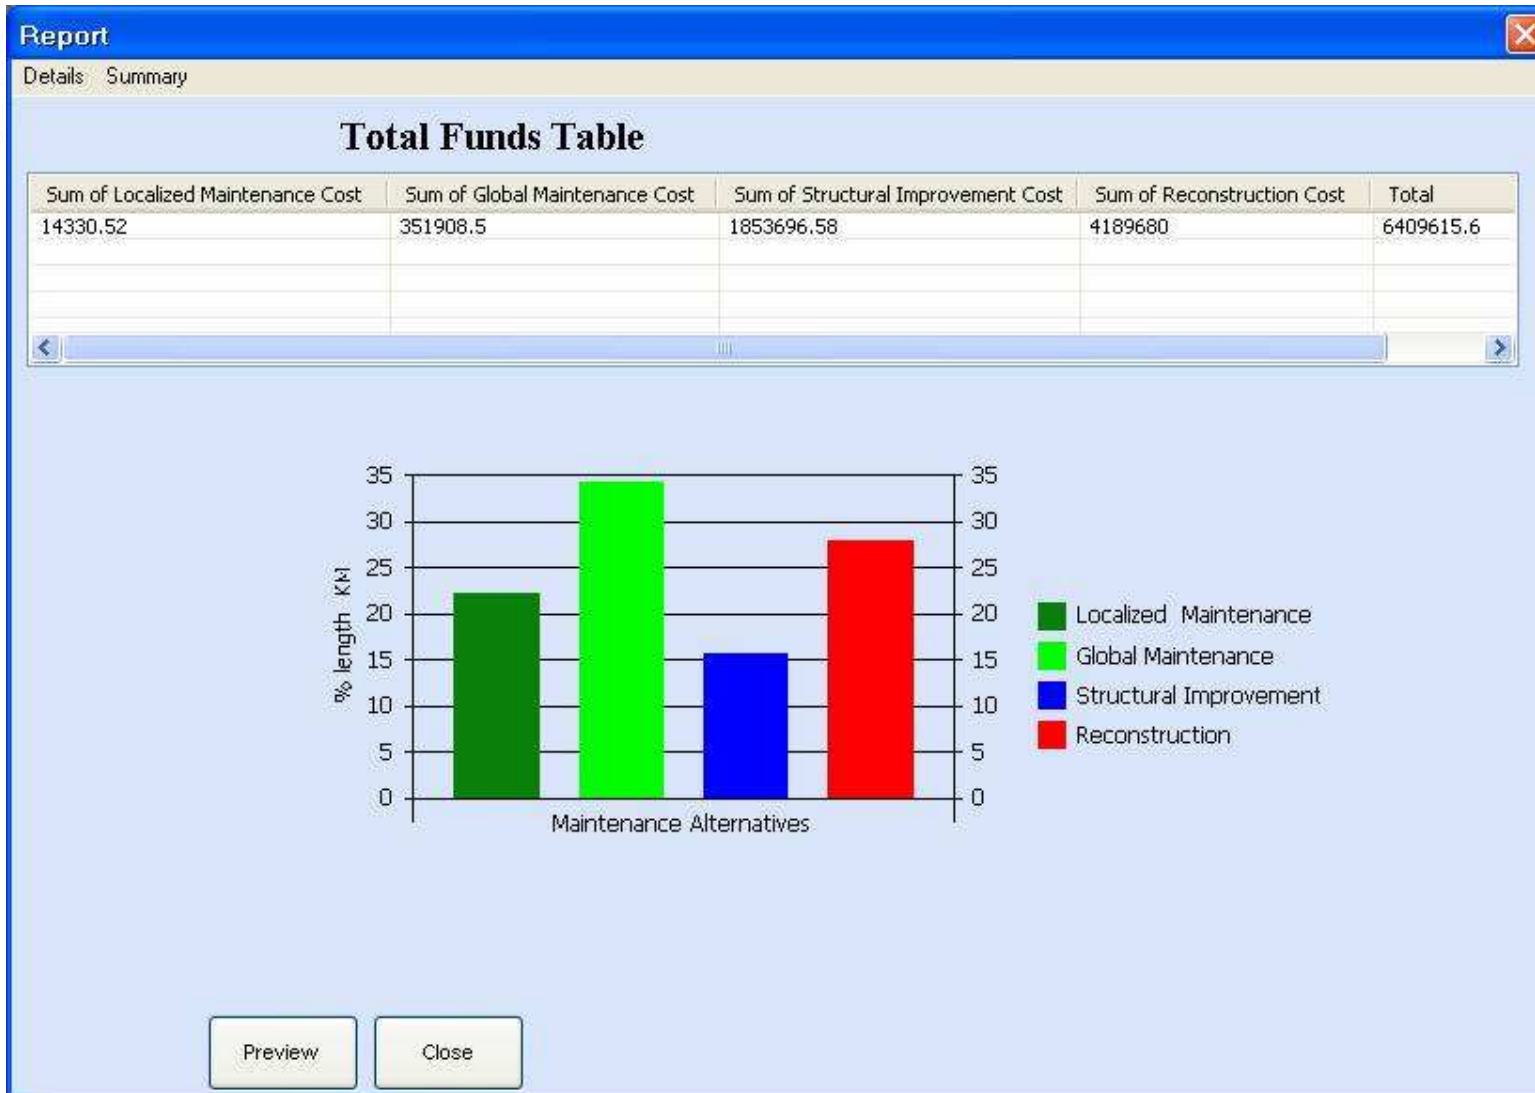 Report
Details Summary
Total Funds Table
Sum of Localized Maintenance Cost Sum of Global Maintenance Cost Sum of Structural Improvement Cost Sum of Reconstruction Cost Total
14330.52 351908.5 1853696.58 4189680 6409615.6
35 35
30 30
25 25
20 20
15 15
10 10
5 5
0 0
% length KM
Maintenance Alternatives
Localized Maintenance
Global Maintenance
Structural Improvement
Reconstruction
Preview Close